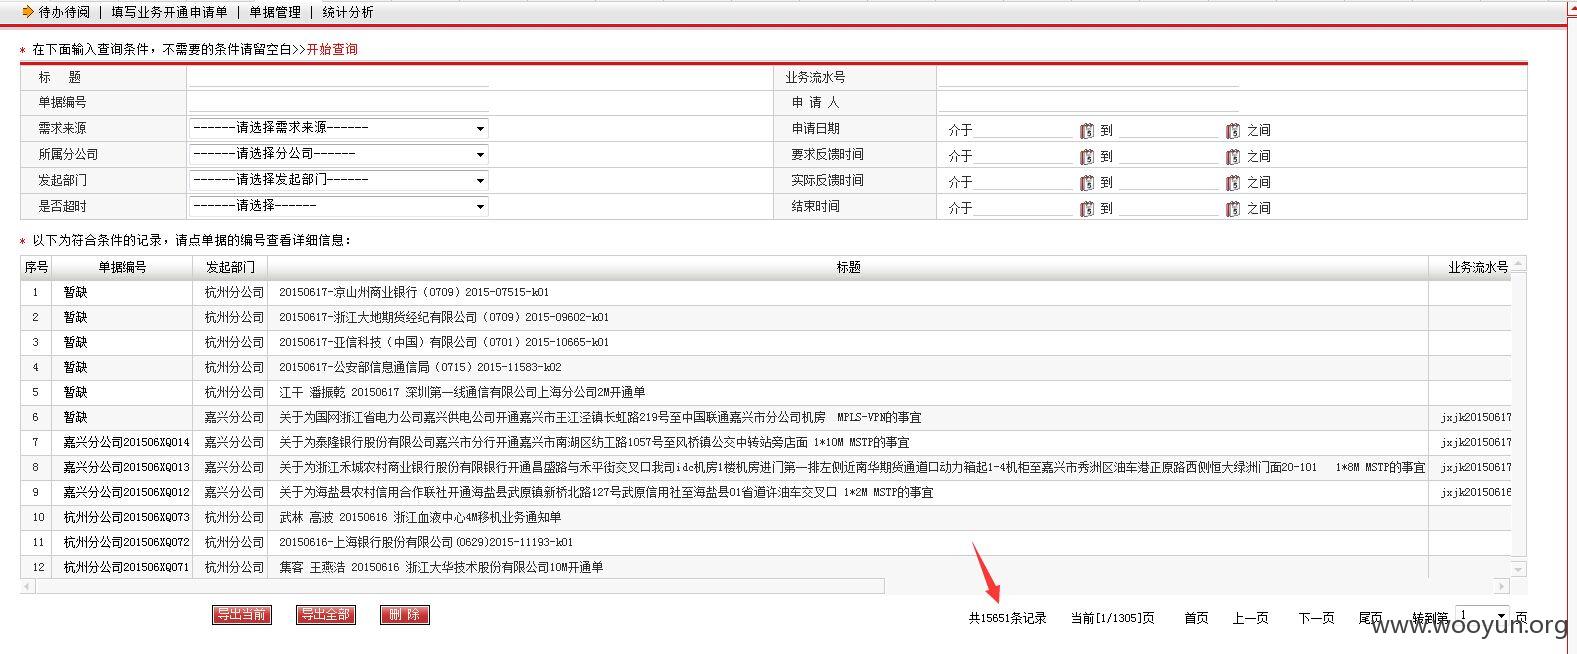 待办待阅 | 填写业务开通申请单 | 单据管理 | 统计分析
* 在下面输入查询条件，不需要的条件请留空白>>开始查询
标 题 业务流水号
单据编号 申 请 人
需求来源 ------请选择需求来源------ 申请日期 介于 到 之间
所属分公司 ------请选择分公司------ 要求反馈时间 介于 到 之间
发起部门 ------请选择发起部门------ 实际反馈时间 介于 到 之间
是否超时 ------请选择------ 结束时间 介于 到 之间
* 以下为符合条件的记录，请点单据的编号查看详细信息：
序号 单据编号 发起部门 标题 业务流水号
1 暂缺 杭州分公司 20150617-凉山州商业银行（0709）2015-07515-k01
2 暂缺 杭州分公司 20150617-浙江大地期货经纪有限公司（0709）2015-09602-k01
3 暂缺 杭州分公司 20150617-亚信科技（中国）有限公司（0701）2015-10665-k01
4 暂缺 杭州分公司 20150617-公安部信息通信局（0715）2015-11583-k02
5 暂缺 杭州分公司 江干 潘振乾 20150617 深圳第一线通信有限公司上海分公司2M开通单
6 暂缺 嘉兴分公司 关于为国网浙江省电力公司嘉兴供电公司开通嘉兴市王江泾镇长虹路219号至中国联通嘉兴市分公司机房 MPLS-VPN的事宜 jxjk20150617
7 嘉兴分公司201506XQ014 嘉兴分公司 关于为泰隆银行股份有限公司嘉兴市分行开通嘉兴市南湖区纺工路1057号至风桥镇公交中转站旁店面 1*10M MSTP的事宜 jxjk20150617
8 嘉兴分公司201506XQ013 嘉兴分公司 关于为浙江禾城农村商业银行股份有限银行开通昌盛路与禾平街交叉口我司idc机房1楼机房进门第一排左侧近南华期货通道口动力箱起1-4机柜至嘉兴市秀洲区油车港正原路西侧恒大绿洲门面20-101 1*8M MSTP的事宜 jxjk20150617
9 嘉兴分公司201506XQ012 嘉兴分公司 关于为海盐县农村信用合作联社开通海盐县武原镇新桥北路127号武原信用社至海盐县01省道许油车交叉口 1*2M MSTP的事宜 jxjk20150616
10 杭州分公司201506XQ073 杭州分公司 武林 高波 20150616 浙江血液中心4M移机业务通知单
11 杭州分公司201506XQ072 杭州分公司 20150616-上海银行股份有限公司(0629)2015-11193-k01
12 杭州分公司201506XQ071 杭州分公司 集客 王燕洁 20150616 浙江大华技术股份有限公司10M开通单
导出当前 导出全部 删 除 共15651条记录 当前[1/1305]页 首页 上一页 下一页 尾页 转到第 1 页
www.wooyun.org